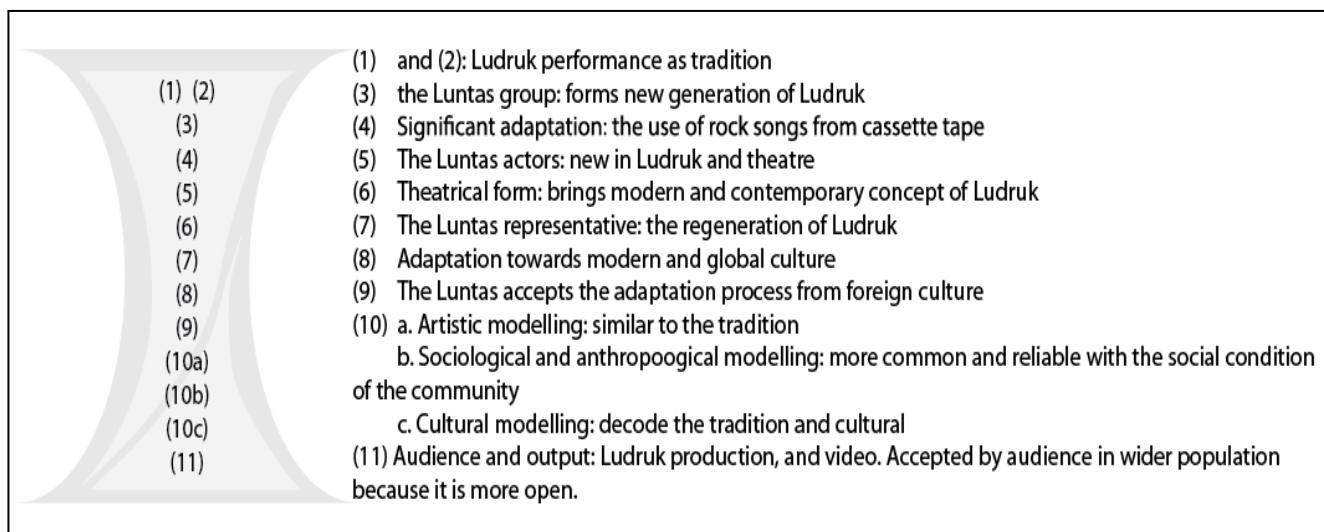 (1) (2)
(3)
(4)
(5)
(6)
(7)
(8)
(9)
(10a)
(10b)
(10c)
(11)
(1) and (2): Ludruk performance as tradition
(3) the Luntas group: forms new generation of Ludruk
(4) Significant adaptation: the use of rock songs from cassette tape
(5) The Luntas actors: new in Ludruk and theatre
(6) Theatrical form: brings modern and contemporary concept of Ludruk
(7) The Luntas representative: the regeneration of Ludruk
(8) Adaptation towards modern and global culture
(9) The Luntas accepts the adaptation process from foreign culture
(10) a. Artistic modelling: similar to the tradition
b. Sociological and anthropoogical modelling: more common and reliable with the social condition
of the community
c. Cultural modelling: decode the tradition and cultural
(11) Audience and output: Ludruk production, and video. Accepted by audience in wider population
because it is more open.